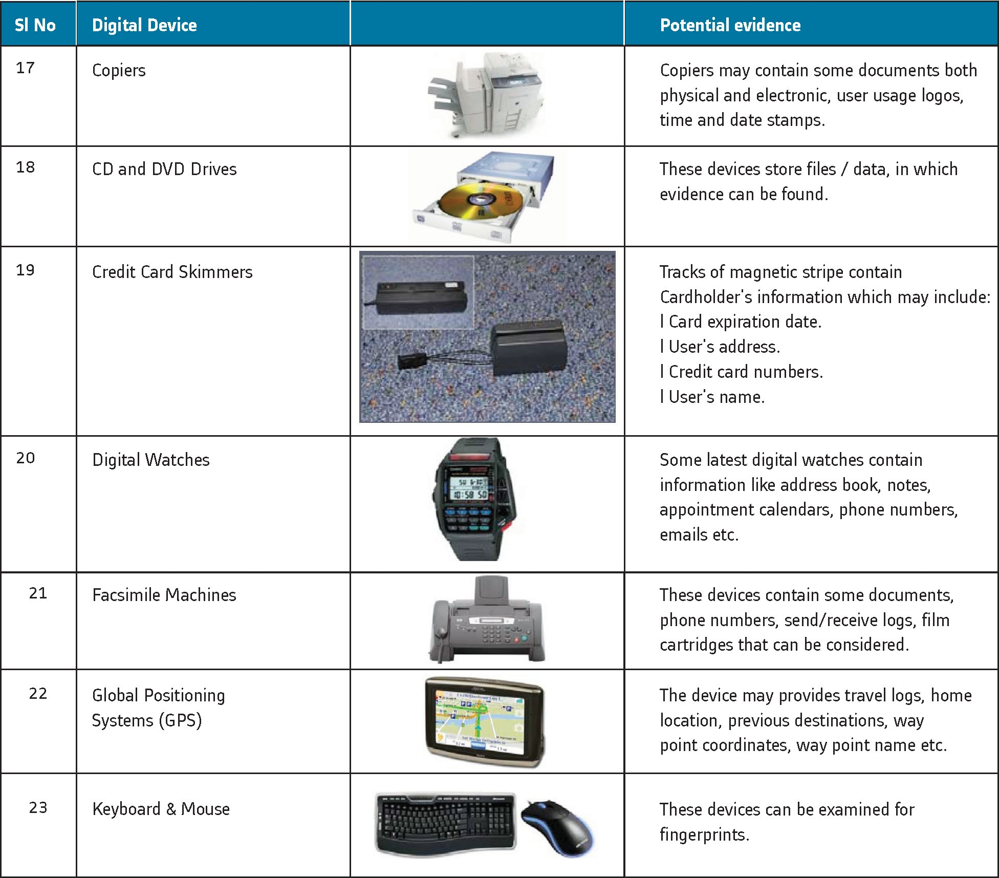 Sl No Digital Device Potential evidence
17 Copiers Copiers may contain some documents both
physical and electronic, user usage logos,
time and date stamps.
18 CD and DVD Drives These devices store files / data, in which
evidence can be found.
19 Credit Card Skimmers Tracks of magnetic stripe contain
Cardholder's information which may include:
l Card expiration date.
l User's address.
l Credit card numbers.
l User's name.
20 Digital Watches Some latest digital watches contain
information like address book, notes,
appointment calendars, phone numbers,
emails etc.
SU 6-30
10:58 50
21 Facsimile Machines These devices contain some documents,
phone numbers, send/receive logs, film
cartridges that can be considered.
22 Global Positioning The device may provides travel logs, home
Systems (GPS) location, previous destinations, way
point coordinates, way point name etc.
23 Keyboard & Mouse These devices can be examined for
fingerprints.